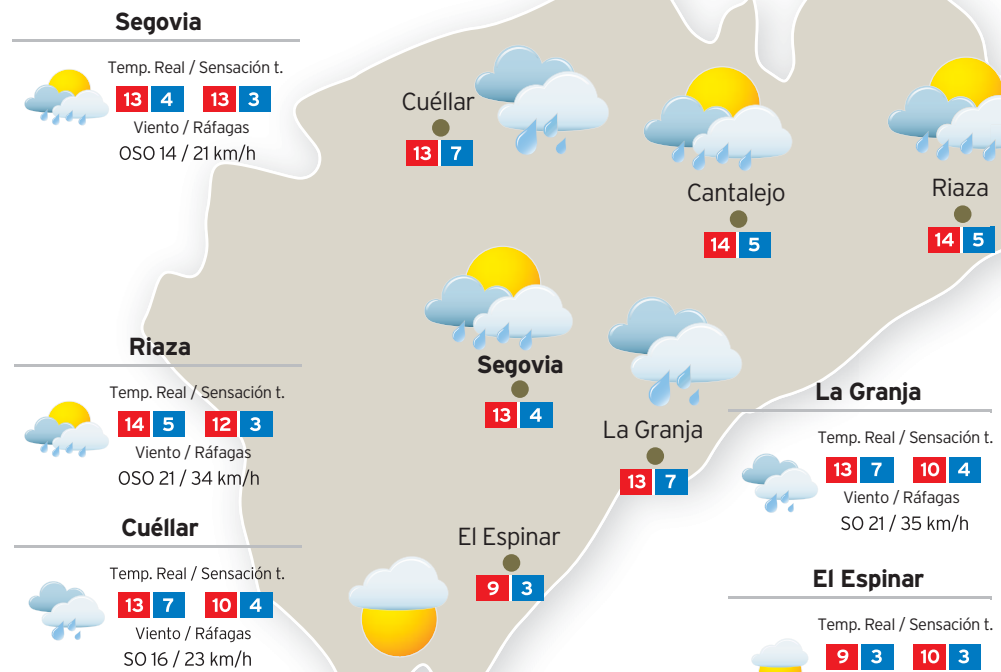 Segovia
Temp. Real / Sensación t.
13 4 13 3
Viento / Ráfagas
OSO 14 / 21 km/h
Cuéllar
13 7
Cantalejo
14 5
Riaza
14 5
Segovia
13 4
La Granja
13 7
El Espinar
9 3
Riaza
Temp. Real / Sensación t.
14 5 12 3
Viento / Ráfagas
OSO 21 / 34 km/h
Cuéllar
Temp. Real / Sensación t.
13 7 10 4
Viento / Ráfagas
SO 16 / 23 km/h
La Granja
Temp. Real / Sensación t.
13 7 10 4
Viento / Ráfagas
SO 21 / 35 km/h
El Espinar
Temp. Real / Sensación t.
9 3 10 3